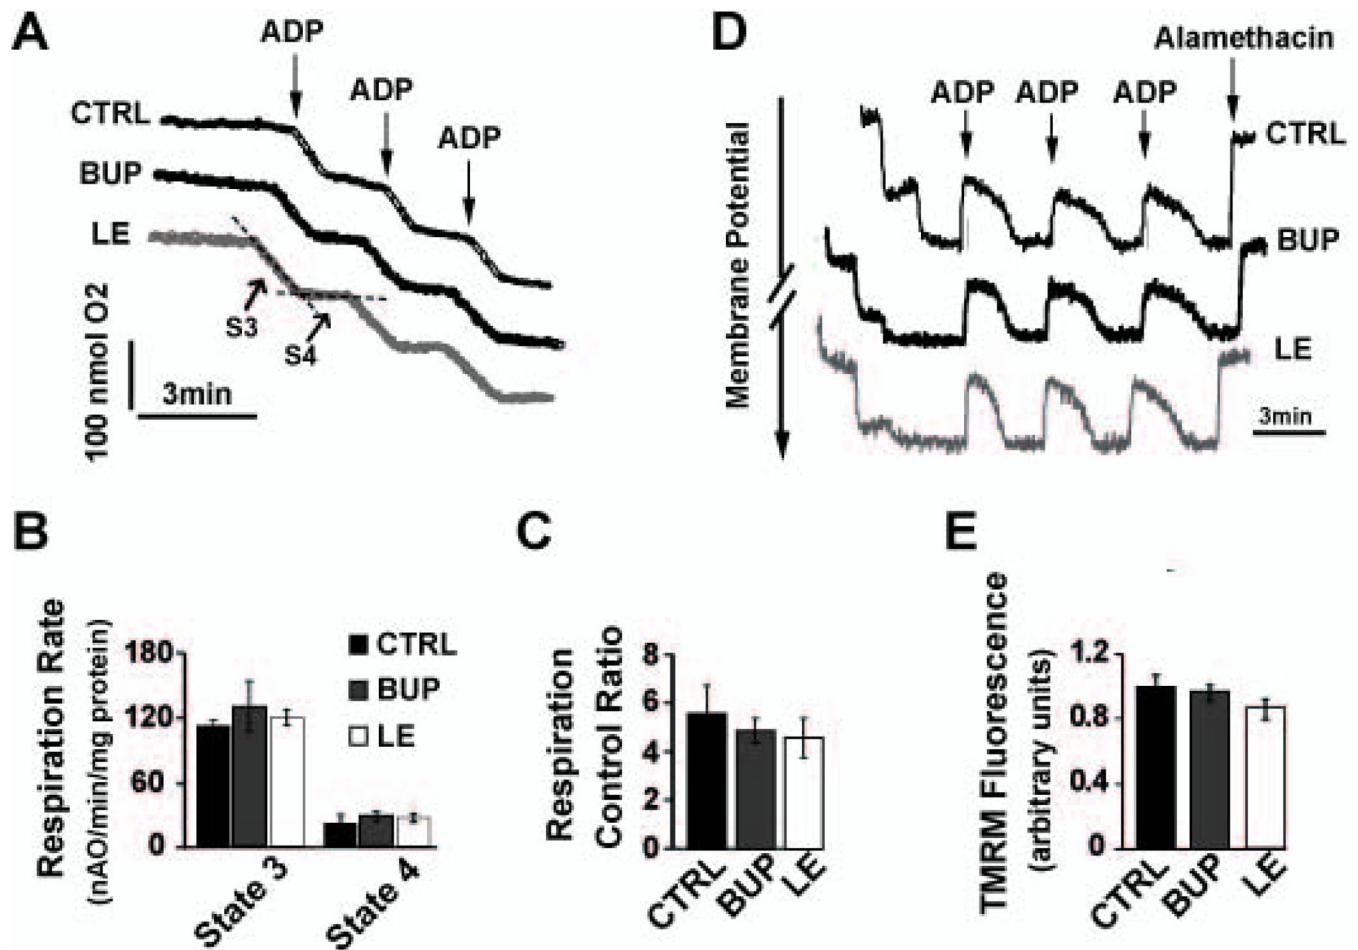 A
ADP
ADP
ADP
CTRL
BUP
LE
S3
S4
100 nmol O2
3min
D
Alamethacin
ADP ADP ADP
CTRL
BUP
LE
Membrane Potential
3min
B
Respiration Rate
(nAO/min/mg protein)
180
120
60
0
CTRL
BUP
LE
State 3
State 4
C
Respiration
Control Ratio
8
6
4
2
0
CTRL
BUP
LE
E
TMRM Fluorescence
(arbitrary units)
1.2
0.8
0.4
0
CTRL
BUP
LE